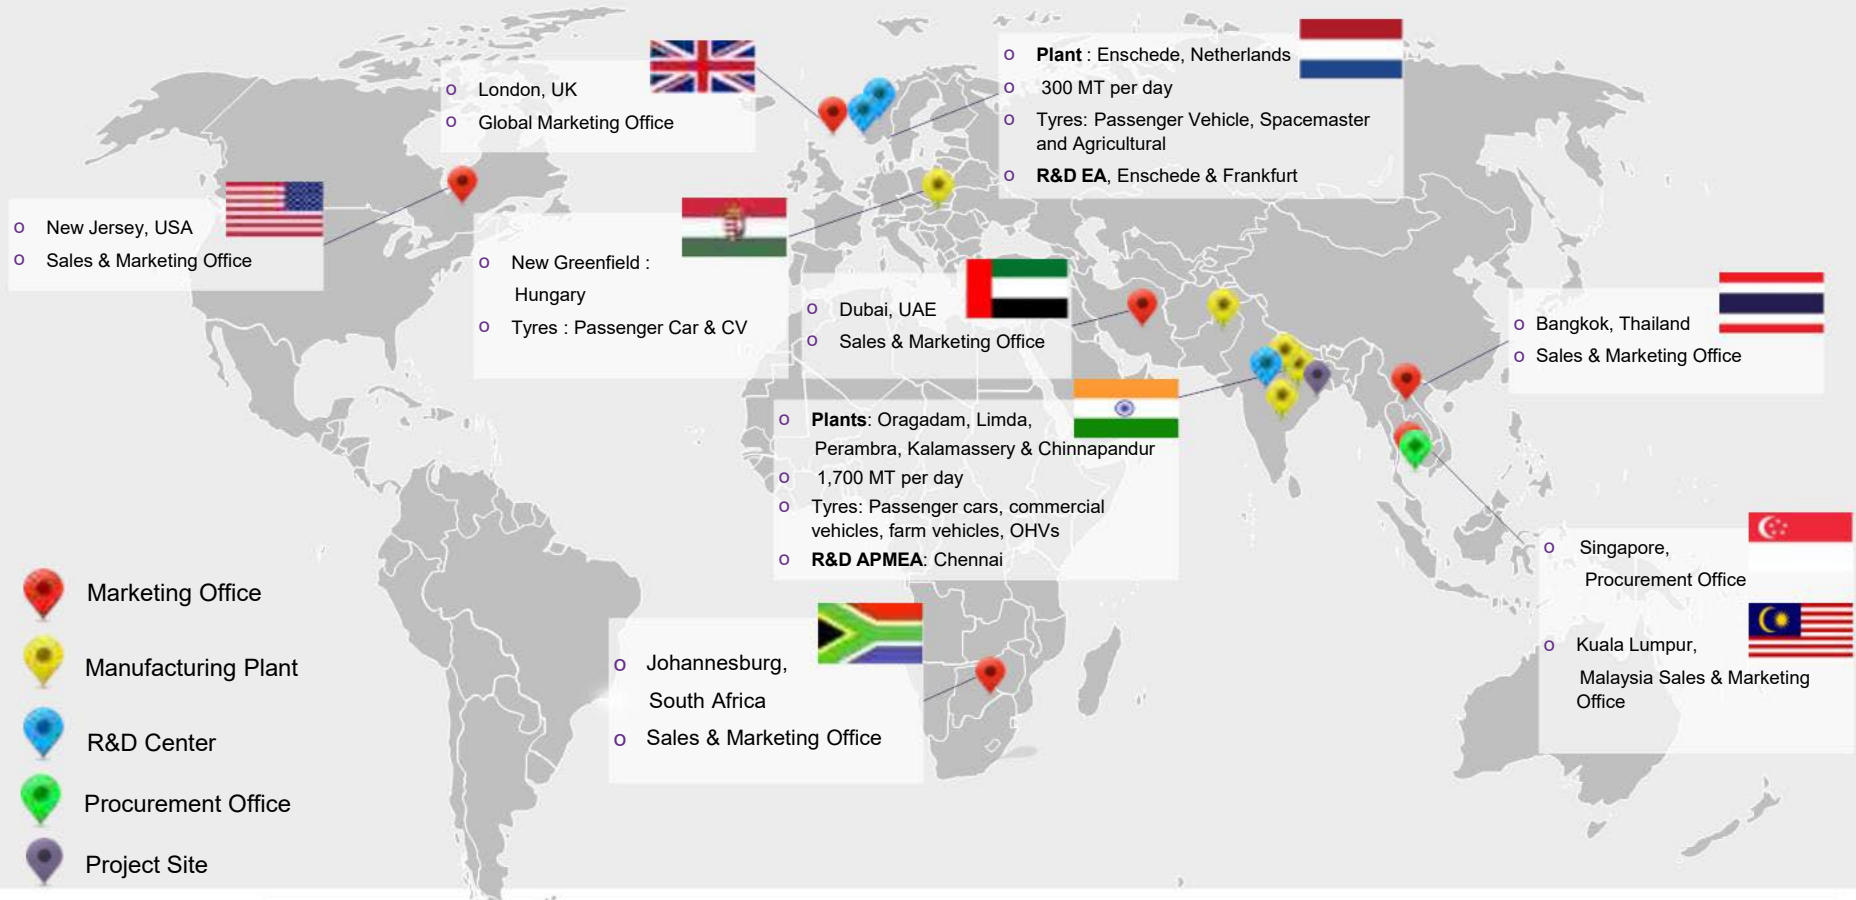 London, UK
Global Marketing Office
Plant : Enschede, Netherlands
300 MT per day
Tyres: Passenger Vehicle, Spacemaster
and Agricultural
R&D EA, Enschede & Frankfurt
New Jersey, USA
Sales & Marketing Office
New Greenfield :
Hungary
Tyres : Passenger Car & CV
Dubai, UAE
Sales & Marketing Office
Bangkok, Thailand
Sales & Marketing Office
Plants: Oragadam, Limda,
Perambra, Kalamassery & Chinnapandur
1,700 MT per day
Tyres: Passenger cars, commercial
vehicles, farm vehicles, OHVs
R&D APMEA: Chennai
Singapore,
Procurement Office
Kuala Lumpur,
Malaysia Sales & Marketing
Office
Johannesburg,
South Africa
Sales & Marketing Office
Marketing Office
Manufacturing Plant
R&D Center
Procurement Office
Project Site